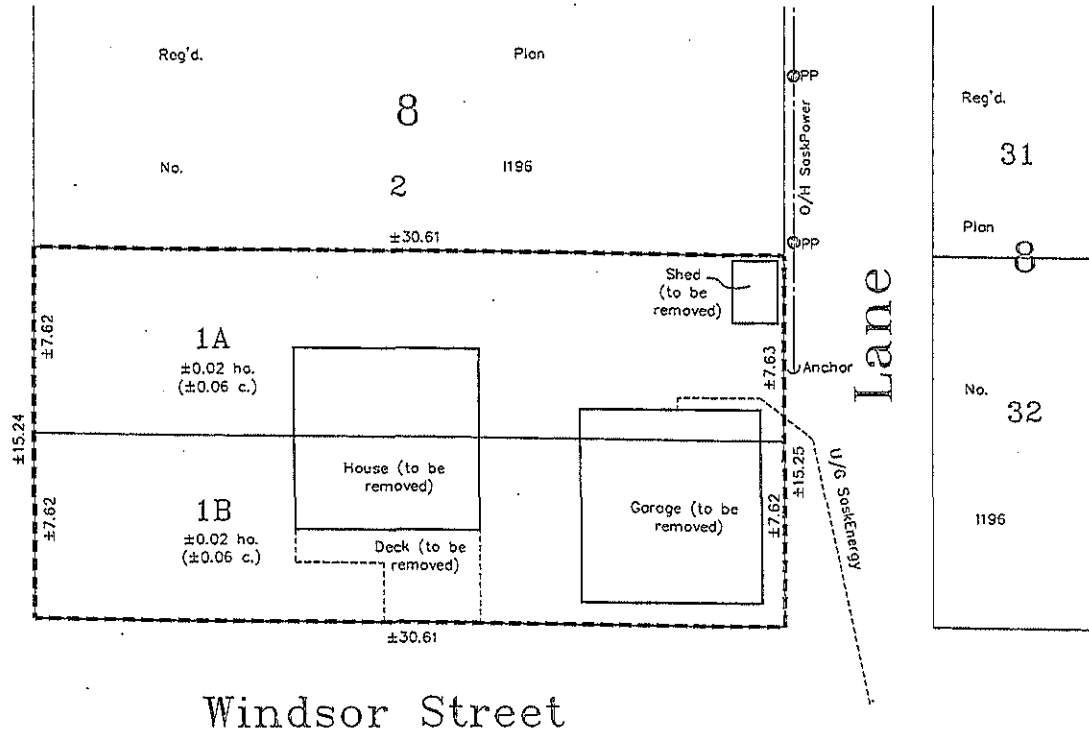 Reg'd.
Plan
8
No.
1196
2
±30.61
PP
O/H SaskPower
PP
Anchor
Shed
(to be
removed)
±7.62
1A
±0.02 ha.
(±0.06 c.)
±7.63
±15.24
House (to be
removed)
±7.62
1B
±0.02 ha.
(±0.06 c.)
Deck (to be
removed)
Garage (to be
removed)
±7.62
±15.25
U/G SaskEnergy
±30.61
Lane
Reg'd.
31
Plan
8
No.
32
1196
Windsor Street